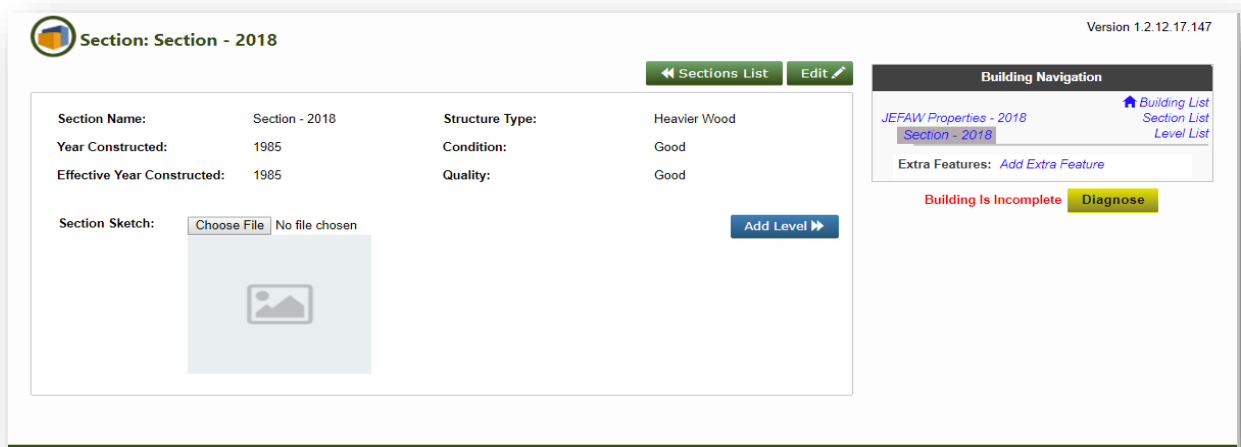 Version 1.2.12.17.147
Section: Section - 2018
Sections List
Edit
Section Name: Section - 2018 Structure Type: Heavier Wood
Year Constructed: 1985 Condition: Good
Effective Year Constructed: 1985 Quality: Good
Section Sketch: Choose File No file chosen
Add Level
Building Navigation
Building List
JEFAW Properties - 2018 Section List
Section - 2018 Level List
Extra Features: Add Extra Feature
Building Is Incomplete Diagnose